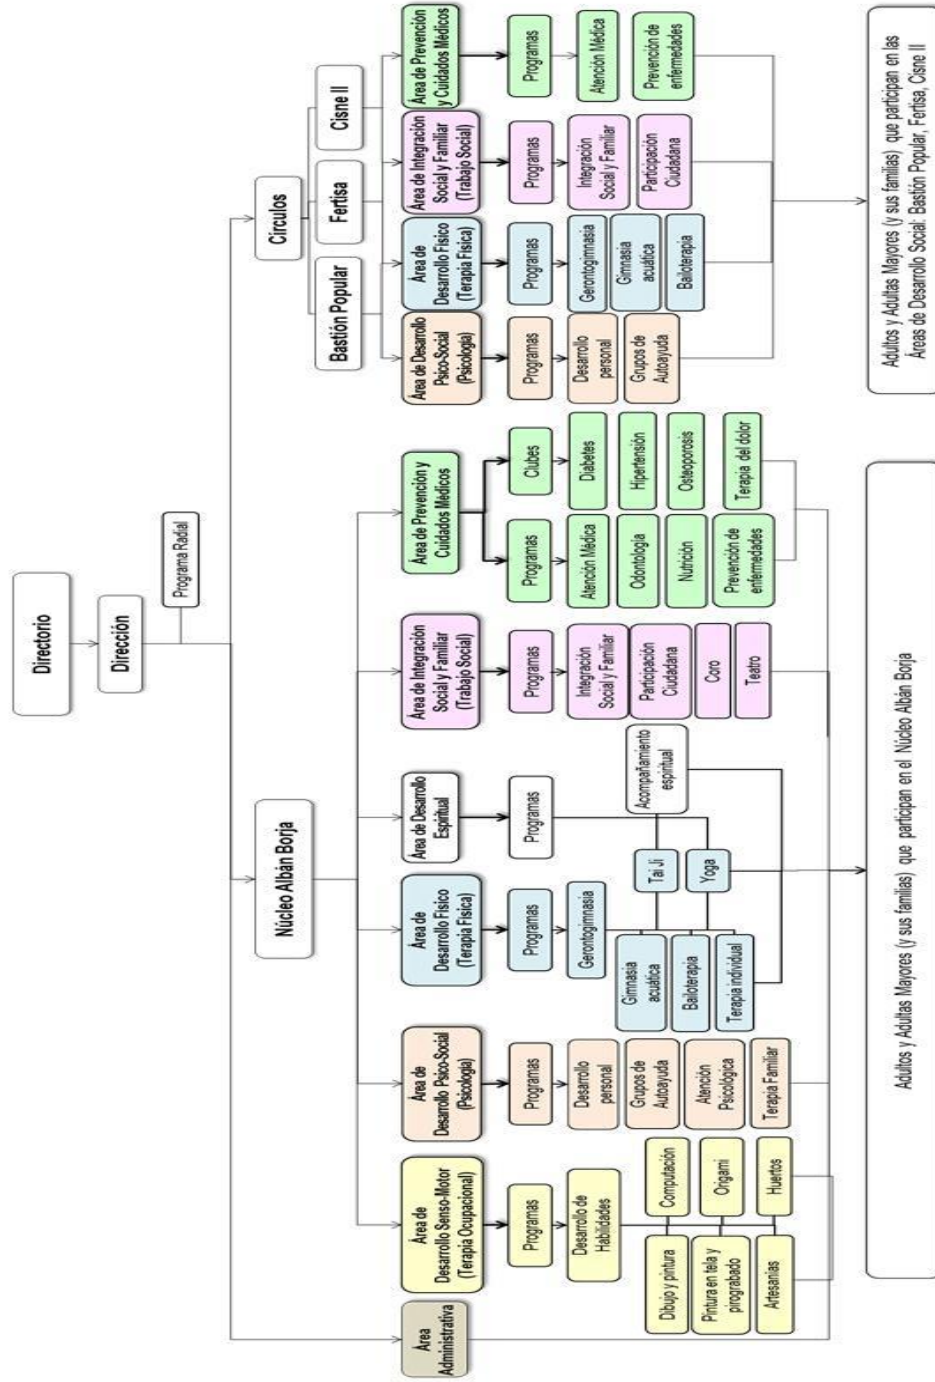 Directorio
Dirección
Programa Radial
Núcleo Albán Borja
Círculos
Bastión Popular
Fertisa
Cisne II
Área
Administrativa
Área de
Desarrollo Senso-Motor
(Terapia Ocupacional)
Programas
Desarrollo de
Habilidades
Dibujo y pintura
Computación
Pintura en tela y
pirograbado
Origami
Artesanías
Huertos
Área de
Desarrollo Psico-Social
(Psicología)
Programas
Desarrollo
personal
Grupos de
Autoayuda
Atención
Psicológica
Terapia Familiar
Área de
Desarrollo Físico
(Terapia Física)
Programas
Gerontogimnasia
Gimnasia
acuática
Bailoterapia
Terapia individual
Tai Ji
Yoga
Área de Desarrollo
Espiritual
Programas
Acompañamiento
espiritual
Área de Integración
Social y Familiar
(Trabajo Social)
Programas
Integración
Social y Familiar
Participación
Ciudadana
Coro
Teatro
Área de Prevención y
Cuidados Médicos
Programas
Atención Médica
Odontología
Nutrición
Prevención de
enfermedades
Clubes
Diabetes
Hipertensión
Osteoporosis
Terapia del dolor
Área de Desarrollo
Psico-Social
(Psicología)
Programas
Desarrollo
personal
Grupos de
Autoayuda
Área de
Desarrollo Físico
(Terapia Física)
Programas
Gerontogimnasia
Gimnasia
acuática
Bailoterapia
Área de Integración
Social y Familiar
(Trabajo Social)
Programas
Integración
Social y Familiar
Participación
Ciudadana
Área de Prevención
y Cuidados Médicos
Programas
Atención Médica
Prevención de
enfermedades
Adultos y Adultas Mayores (y sus familias) que participan en el Núcleo Albán Borja
Adultos y Adultas Mayores (y sus familias) que participan en las
Áreas de Desarrollo Social: Bastión Popular, Fertisa, Cisne II